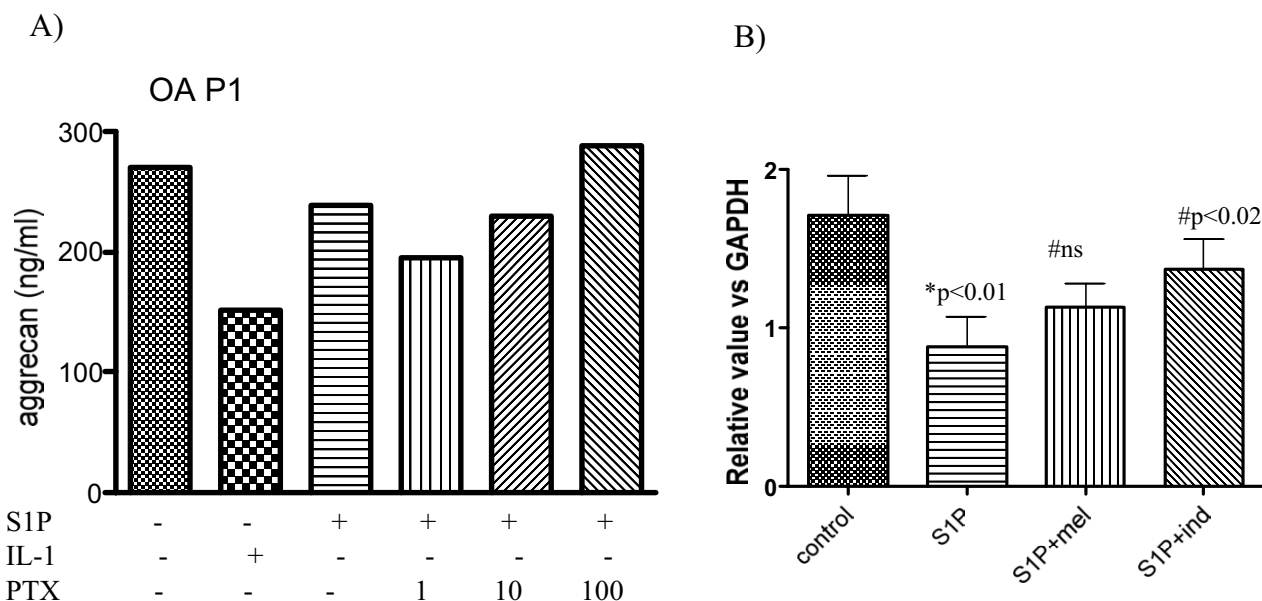 A)
OA P1
aggrecan (ng/ml)
300
200
100
0
S1P - - + + + +
IL-1 - + - - - -
PTX - - - 1 10 100
B)
Relative value vs GAPDH
2
1
0
*p<0.01
#ns
#p<0.02
control
S1P
S1P+mel
S1P+ind